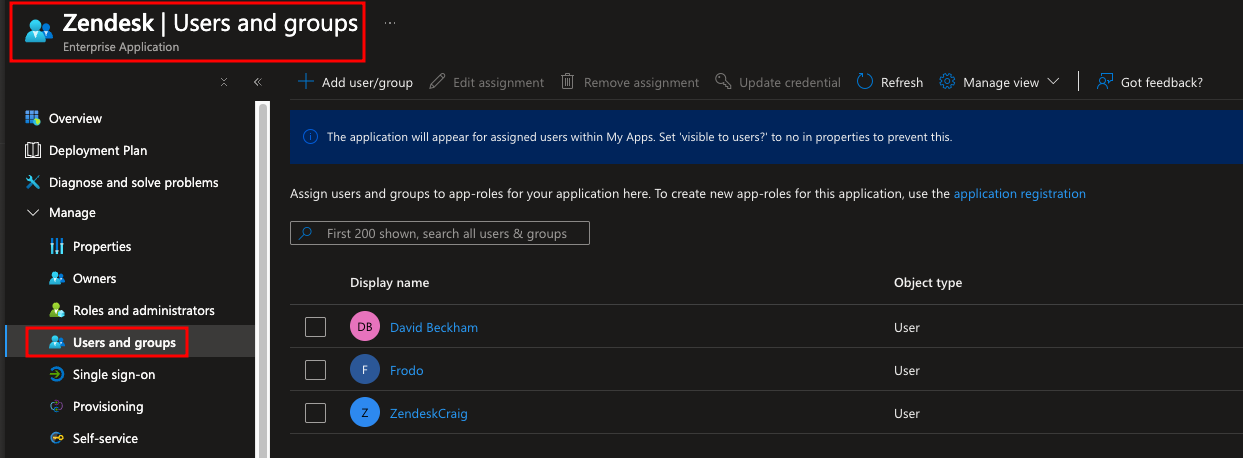 Zendesk | Users and groups
...
Enterprise Application
Add user/group
Edit assignment
Remove assignment
Update credential
Refresh
Manage view
Got feedback?
Overview
Deployment Plan
Diagnose and solve problems
Manage
Properties
Owners
Roles and administrators
Users and groups
Single sign-on
Provisioning
Self-service
The application will appear for assigned users within My Apps. Set 'visible to users?' to no in properties to prevent this.
Assign users and groups to app-roles for your application here. To create new app-roles for this application, use the application registration
First 200 shown, search all users & groups
Display name Object type
DB David Beckham User
F Frodo User
Z ZendeskCraig User